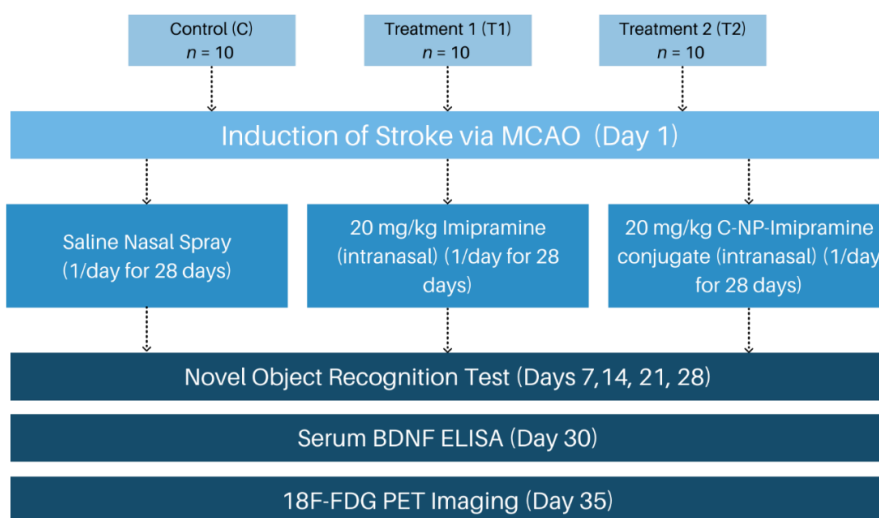 Control (C)
n = 10
Treatment 1 (T1)
n = 10
Treatment 2 (T2)
n = 10
Induction of Stroke via MCAO (Day 1)
Saline Nasal Spray
(1/day for 28 days)
20 mg/kg Imipramine
(intranasal) (1/day for 28
days)
20 mg/kg C-NP-Imipramine
conjugate (intranasal) (1/day
for 28 days)
Novel Object Recognition Test (Days 7,14, 21, 28)
Serum BDNF ELISA (Day 30)
18F-FDG PET Imaging (Day 35)